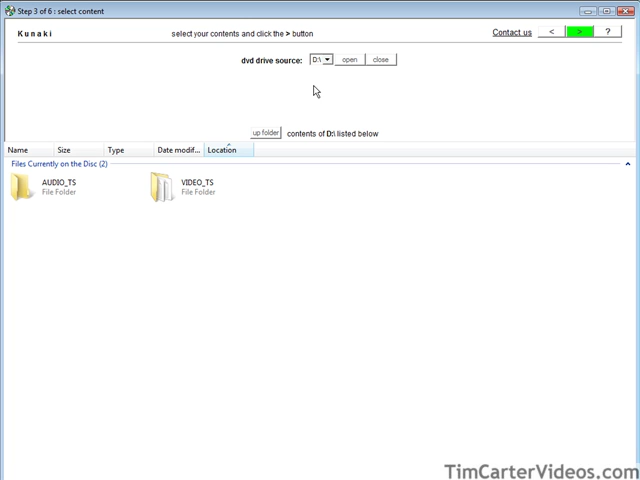 Step 3 of 6 : select content
Kunaki select your contents and click the > button Contact us < > ?
dvd drive source: D:\ open close
up folder contents of D:\ listed below
Name Size Type Date modif... Location
Files Currently on the Disc (2)
AUDIO_TS VIDEO_TS
File Folder File Folder
TimCarterVideos.com